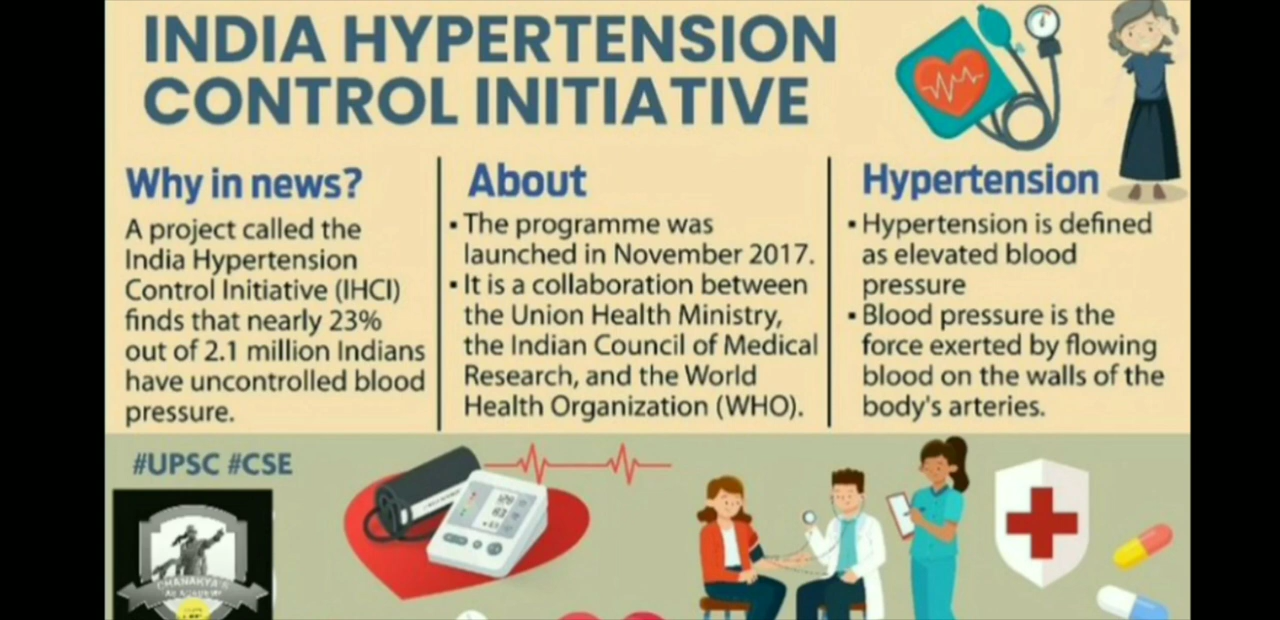 INDIA HYPERTENSION
CONTROL INITIATIVE
Why in news?
A project called the
India Hypertension
Control Initiative (IHCI)
finds that nearly 23%
out of 2.1 million Indians
have uncontrolled blood
pressure.
About
▪ The programme was
launched in November 2017.
▪ It is a collaboration between
the Union Health Ministry,
the Indian Council of Medical
Research, and the World
Health Organization (WHO).
Hypertension
▪ Hypertension is defined
as elevated blood
pressure
▪ Blood pressure is the
force exerted by flowing
blood on the walls of the
body's arteries.
#UPSC #CSE
CHANAKYA'S
IAS ACADEMY